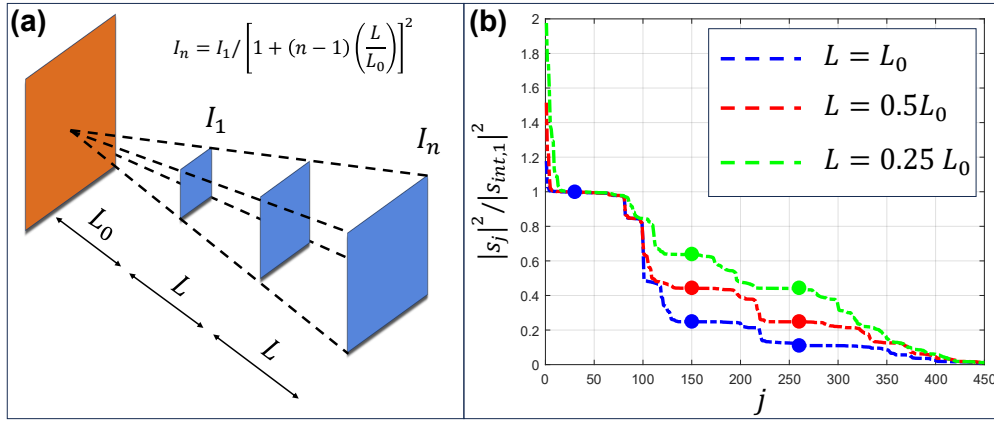 (a)
I_n = I_1 / [1 + (n − 1) (L/L_0)]^2
I_1
I_n
L_0
L
L
(b)
|s_j|^2 / |s_{int,1}|^2
2
1.8
1.6
1.4
1.2
1
0.8
0.6
0.4
0.2
0
L = L_0
L = 0.5L_0
L = 0.25 L_0
0 50 100 150 200 250 300 350 400 450
j